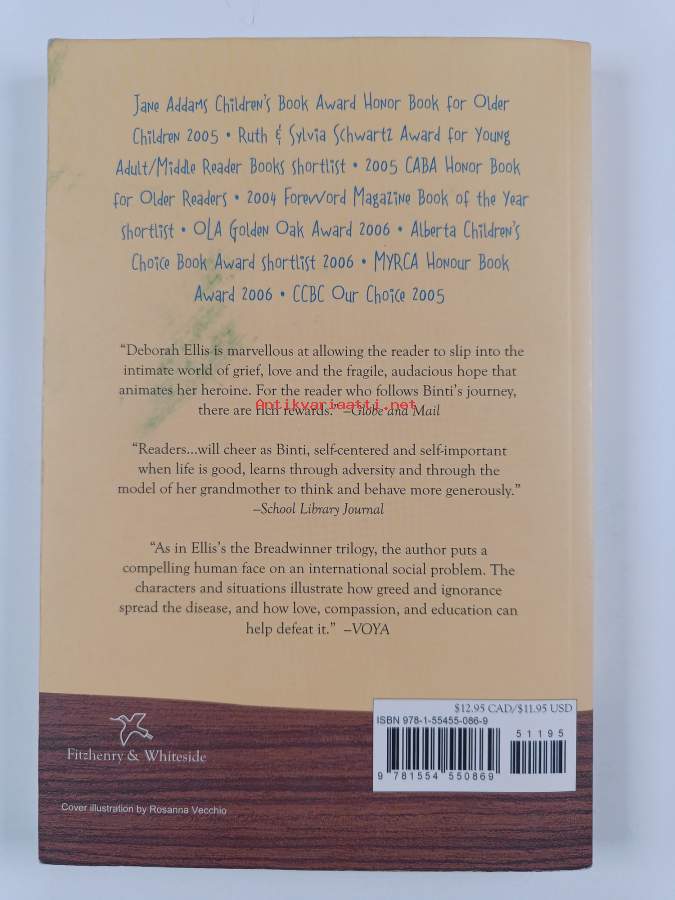 Jane Addams Children's Book Award Honor Book for Older
Children 2005 • Ruth & Sylvia Schwartz Award for Young
Adult/Middle Reader Books shortlist • 2005 CABA Honor Book
for Older Readers • 2004 ForeWord Magazine Book of the Year
shortlist • OLA Golden Oak Award 2006 • Alberta Children's
Choice Book Award shortlist 2006 • MYRCA Honour Book
Award 2006 • CCBC Our Choice 2005
“Deborah Ellis is marvellous at allowing the reader to slip into the
intimate world of grief, love and the fragile, audacious hope that
animates her heroine. For the reader who follows Binti's journey,
there are rich rewards.” –Globe and Mail
Antikvariaatti.net
“Readers...will cheer as Binti, self-centered and self-important
when life is good, learns through adversity and through the
model of her grandmother to think and behave more generously.”
–School Library Journal
“As in Ellis's the Breadwinner trilogy, the author puts a
compelling human face on an international social problem. The
characters and situations illustrate how greed and ignorance
spread the disease, and how love, compassion, and education can
help defeat it.” –VOYA
$12.95 CAD/$11.95 USD
ISBN 978-1-55455-086-9
51195
9 781554 550869
Fitzhenry & Whiteside
Cover illustration by Rosanna Vecchio